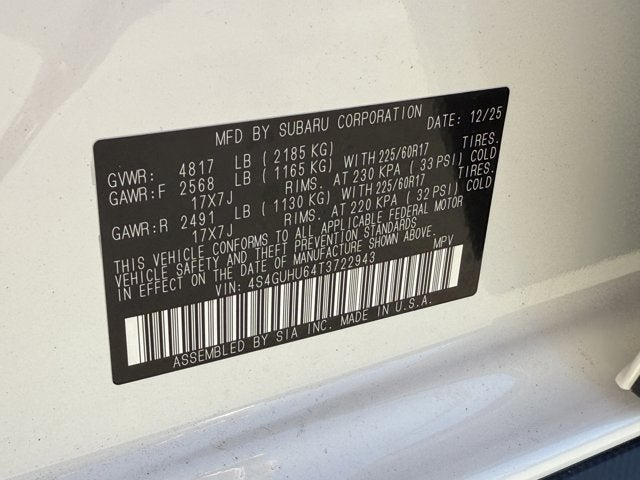 MFD BY SUBARU CORPORATION DATE: 12/25
GVWR: 4817 LB ( 2185 KG)
GAWR:F 2568 LB ( 1165 KG) WITH 225/60R17 TIRES.
17X7J RIMS. AT 230 KPA ( 33 PSI) COLD
GAWR:R 2491 LB ( 1130 KG) WITH 225/60R17 TIRES.
17X7J RIMS. AT 220 KPA ( 32 PSI) COLD
THIS VEHICLE CONFORMS TO ALL APPLICABLE FEDERAL MOTOR
VEHICLE SAFETY AND THEFT PREVENTION STANDARDS
IN EFFECT ON THE DATE OF MANUFACTURE SHOWN ABOVE.
VIN: 4S4GUHU64T3722943 MPV
ASSEMBLED BY SIA INC. MADE IN U.S.A.